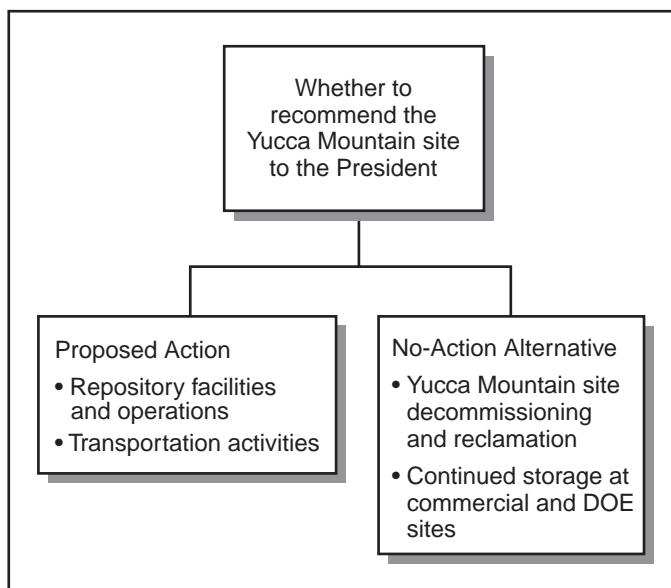 Whether to
recommend the
Yucca Mountain site
to the President
Proposed Action
• Repository facilities
and operations
• Transportation activities
No-Action Alternative
• Yucca Mountain site
decommissioning
and reclamation
• Continued storage at
commercial and DOE
sites